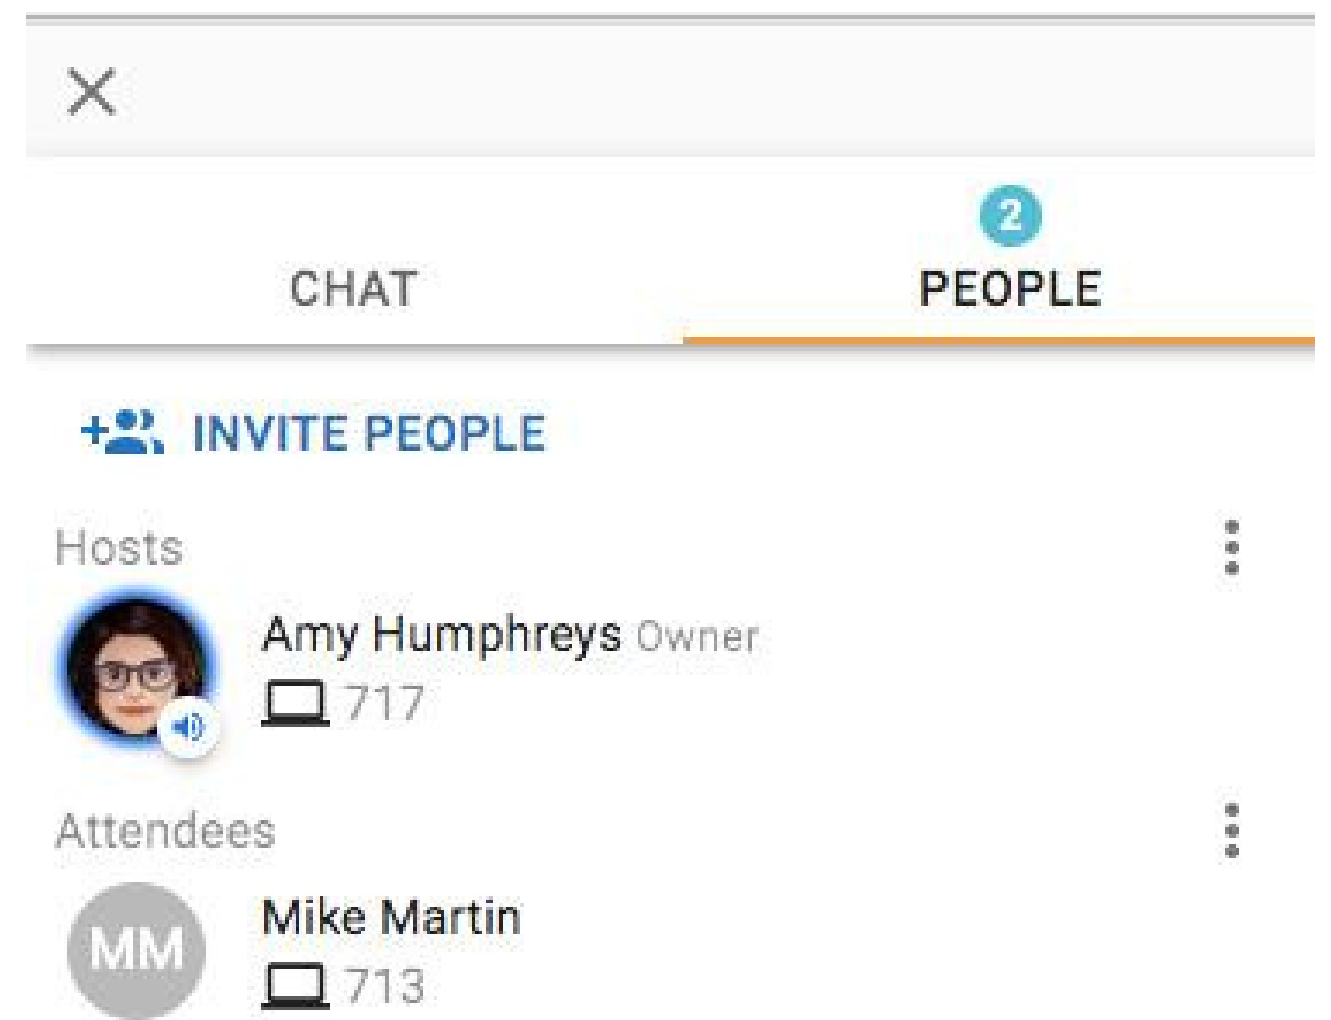 2
CHAT PEOPLE
INVITE PEOPLE
Hosts
Amy Humphreys Owner
717
Attendees
MM
Mike Martin
713